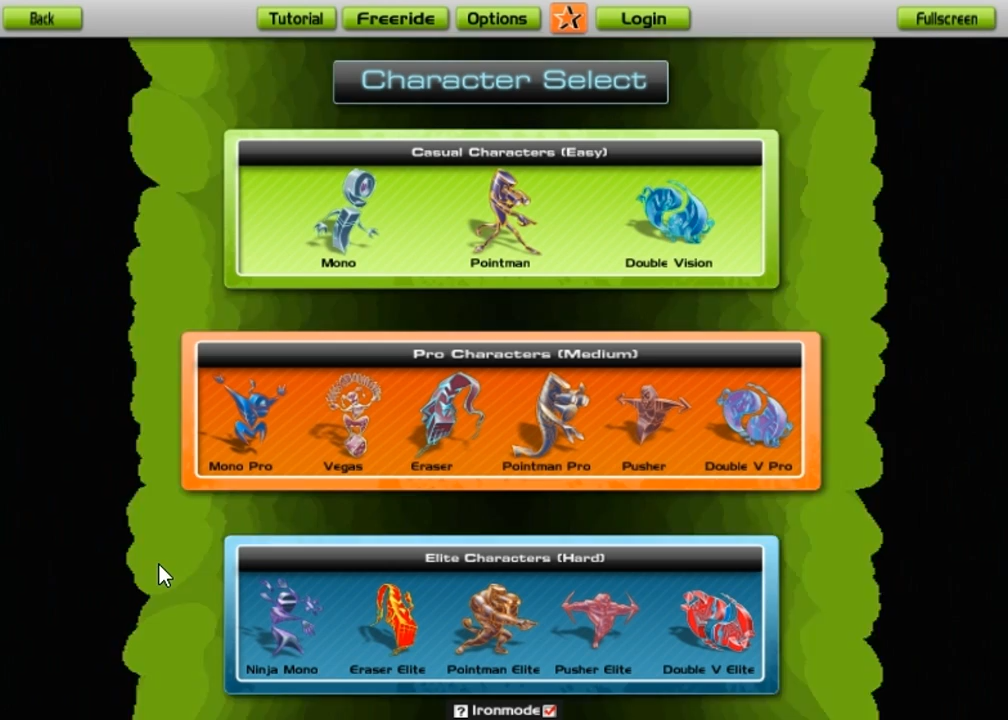 Back Tutorial Freeride Options Login Fullscreen
Character Select
Casual Characters (Easy)
Mono Pointman Double Vision
Pro Characters (Medium)
Mono Pro Vegas Eraser Pointman Pro Pusher Double V Pro
Elite Characters (Hard)
Ninja Mono Eraser Elite Pointman Elite Pusher Elite Double V Elite
? Ironmode